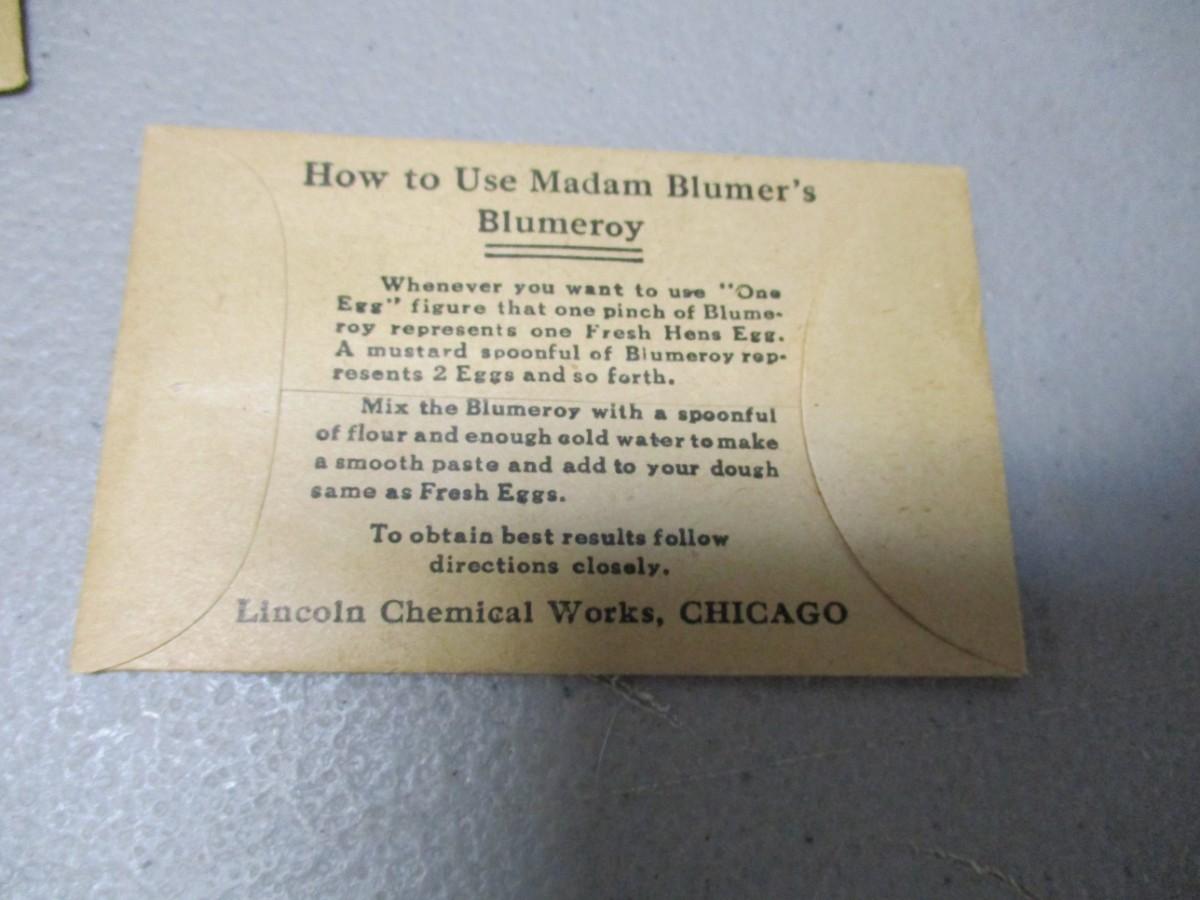 How to Use Madam Blumer's
Blumeroy
Whenever you want to use "One
Egg" figure that one pinch of Blume-
roy represents one Fresh Hens Egg.
A mustard spoonful of Blumeroy rep-
resents 2 Eggs and so forth.
Mix the Blumeroy with a spoonful
of flour and enough cold water to make
a smooth paste and add to your dough
same as Fresh Eggs.
To obtain best results follow
directions closely.
Lincoln Chemical Works, CHICAGO